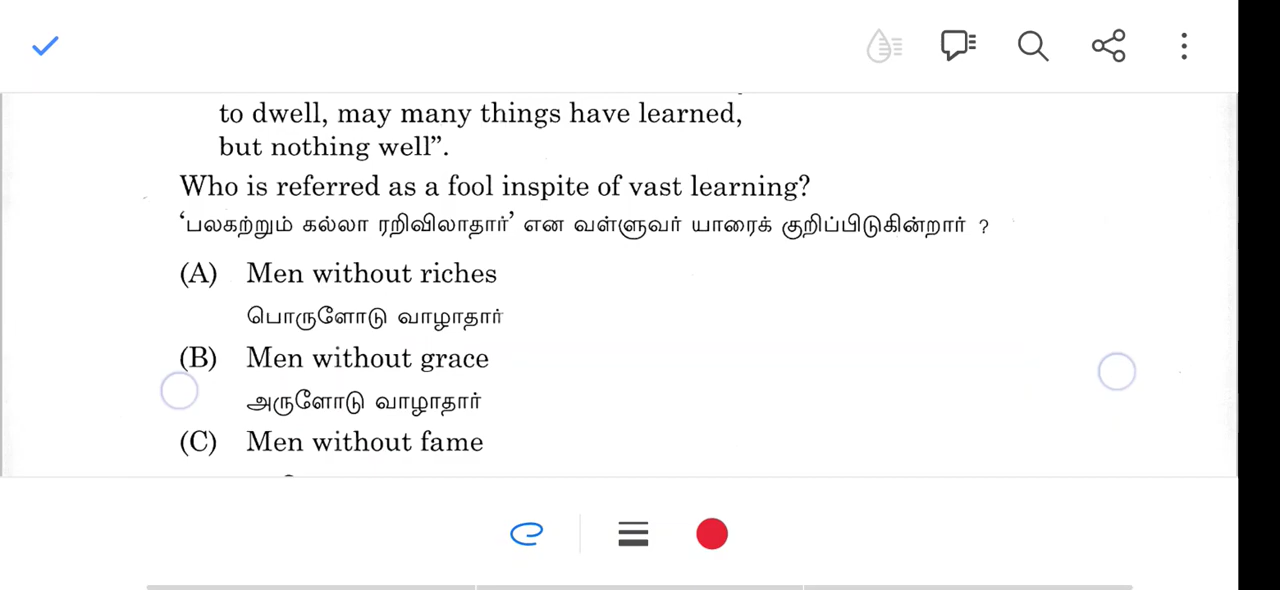 to dwell, may many things have learned,
but nothing well”.
Who is referred as a fool inspite of vast learning?
‘பலகற்றும் கல்லா ரறிவிலாதார்’ என வள்ளுவர் யாரைக் குறிப்பிடுகின்றார் ?
(A) Men without riches
பொருளோடு வாழாதார்
(B) Men without grace
அருளோடு வாழாதார்
(C) Men without fame